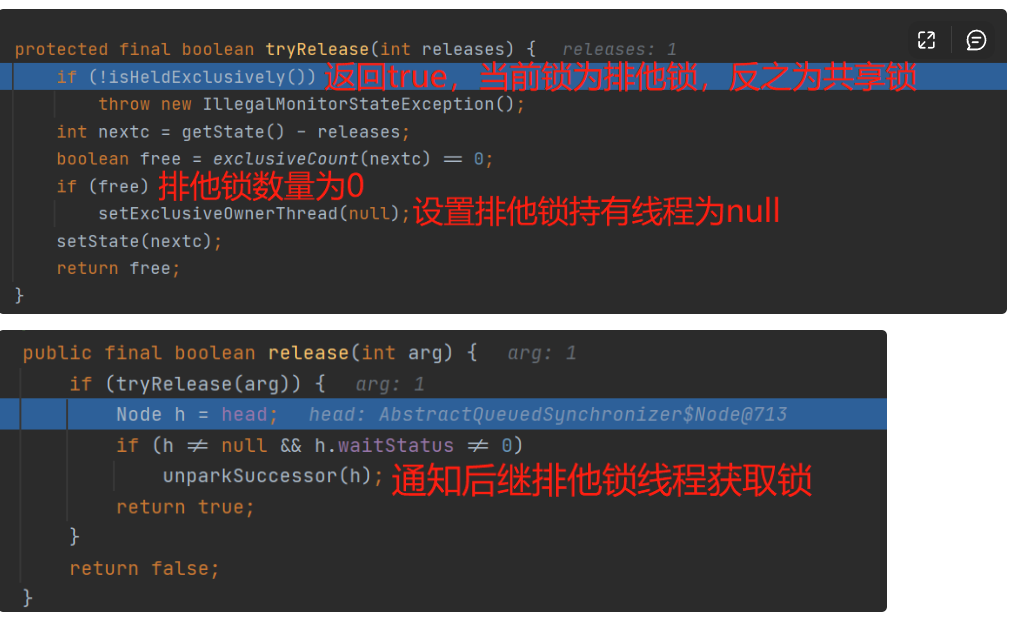 protected final boolean tryRelease(int releases) {  releases: 1
if (!isHeldExclusively()) 返回true，当前锁为排他锁，反之为共享锁
throw new IllegalMonitorStateException();
int nextc = getState() - releases;
boolean free = exclusiveCount(nextc) == 0;
if (free) 排他锁数量为0
setExclusiveOwnerThread(null); 设置排他锁持有线程为null
setState(nextc);
return free;
}
public final boolean release(int arg) {  arg: 1
if (tryRelease(arg)) {  arg: 1
Node h = head;  head: AbstractQueuedSynchronizer$Node@713
if (h != null && h.waitStatus != 0)
unparkSuccessor(h); 通知后继排他锁线程获取锁
return true;
}
return false;
}